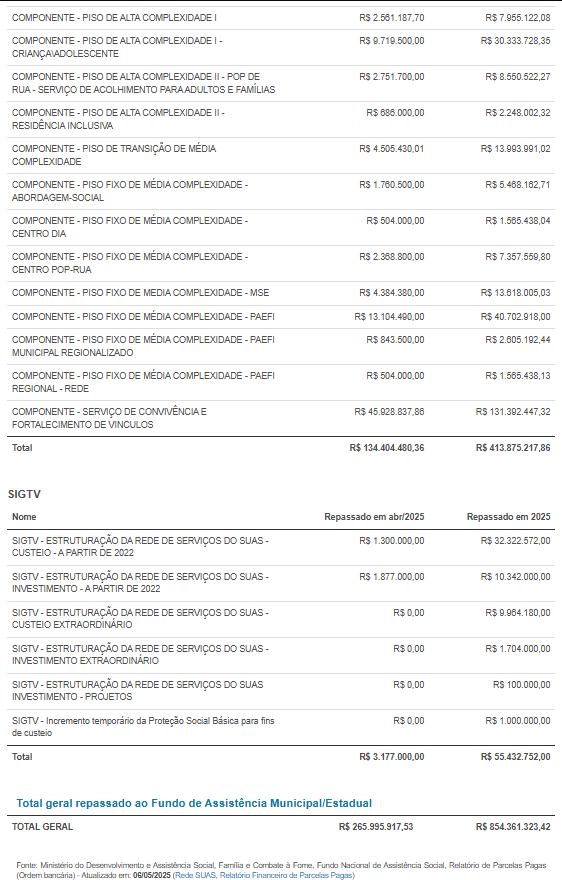 COMPONENTE - PISO DE ALTA COMPLEXIDADE I R$ 2.561.187,70 R$ 7.955.122,08
COMPONENTE - PISO DE ALTA COMPLEXIDADE I - R$ 9.719.500,00 R$ 30.333.728,35
CRIANÇA\ADOLESCENTE
COMPONENTE - PISO DE ALTA COMPLEXIDADE II - POP DE R$ 2.751.700,00 R$ 8.550.522,27
RUA - SERVIÇO DE ACOLHIMENTO PARA ADULTOS E FAMÍLIAS
COMPONENTE - PISO DE ALTA COMPLEXIDADE II - R$ 686.000,00 R$ 2.248.002,32
RESIDÊNCIA INCLUSIVA
COMPONENTE - PISO DE TRANSIÇÃO DE MÉDIA R$ 4.505.430,01 R$ 13.993.991,02
COMPLEXIDADE
COMPONENTE - PISO FIXO DE MÉDIA COMPLEXIDADE - R$ 1.760.500,00 R$ 5.468.162,71
ABORDAGEM-SOCIAL
COMPONENTE - PISO FIXO DE MÉDIA COMPLEXIDADE - R$ 504.000,00 R$ 1.565.438,04
CENTRO DIA
COMPONENTE - PISO FIXO DE MÉDIA COMPLEXIDADE - R$ 2.368.800,00 R$ 7.357.559,80
CENTRO POP-RUA
COMPONENTE - PISO FIXO DE MEDIA COMPLEXIDADE - MSE R$ 4.384.380,00 R$ 13.618.005,03
COMPONENTE - PISO FIXO DE MÉDIA COMPLEXIDADE - PAEFI R$ 13.104.490,00 R$ 40.702.918,00
COMPONENTE - PISO FIXO DE MÉDIA COMPLEXIDADE - PAEFI R$ 843.500,00 R$ 2.605.192,44
MUNICIPAL REGIONALIZADO
COMPONENTE - PISO FIXO DE MÉDIA COMPLEXIDADE - PAEFI R$ 504.000,00 R$ 1.565.438,13
REGIONAL - REDE
COMPONENTE - SERVIÇO DE CONVIVÊNCIA E R$ 45.928.837,86 R$ 131.392.447,32
FORTALECIMENTO DE VINCULOS
Total R$ 134.404.480,36 R$ 413.875.217,86
SIGTV
Nome Repassado em abr/2025 Repassado em 2025
SIGTV - ESTRUTURAÇÃO DA REDE DE SERVIÇOS DO SUAS - R$ 1.300.000,00 R$ 32.322.572,00
CUSTEIO - A PARTIR DE 2022
SIGTV - ESTRUTURAÇÃO DA REDE DE SERVIÇOS DO SUAS - R$ 1.877.000,00 R$ 10.342.000,00
INVESTIMENTO - A PARTIR DE 2022
SIGTV - ESTRUTURAÇÃO DA REDE DE SERVIÇOS DO SUAS - R$ 0,00 R$ 9.964.180,00
CUSTEIO EXTRAORDINÁRIO
SIGTV - ESTRUTURAÇÃO DA REDE DE SERVIÇOS DO SUAS - R$ 0,00 R$ 1.704.000,00
INVESTIMENTO EXTRAORDINÁRIO
SIGTV - ESTRUTURAÇÃO DA REDE DE SERVIÇOS DO SUAS R$ 0,00 R$ 100.000,00
INVESTIMENTO - PROJETOS
SIGTV - Incremento temporário da Proteção Social Básica para fins R$ 0,00 R$ 1.000.000,00
de custeio
Total R$ 3.177.000,00 R$ 55.432.752,00
Total geral repassado ao Fundo de Assistência Municipal/Estadual
TOTAL GERAL R$ 265.995.917,53 R$ 854.361.323,42
Fonte: Ministério do Desenvolvimento e Assistência Social, Família e Combate à Fome, Fundo Nacional de Assistência Social, Relatório de Parcelas Pagas
(Ordem bancária) - Atualizado em: 06/05/2025 (Rede SUAS, Relatório Financeiro de Parcelas Pagas)